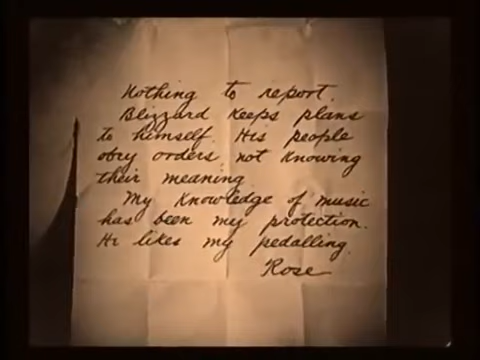 Nothing to report.
Blizzard keeps plans
to himself. His people
obey orders, not knowing
their meaning
My knowledge of music
has been my protection.
He likes my pedalling.
Rose